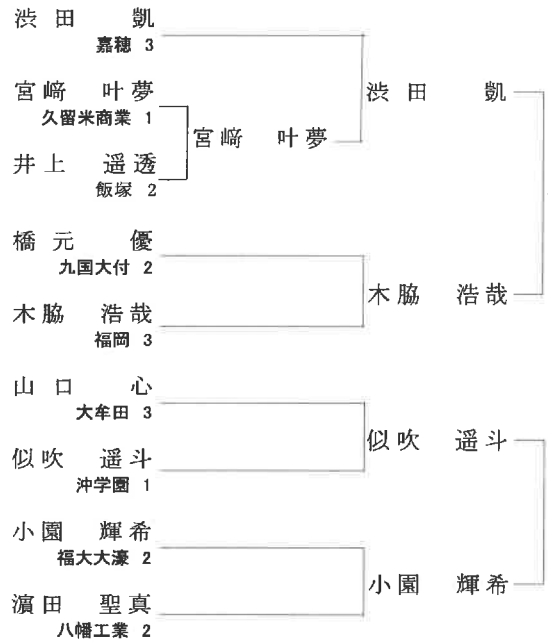 渋田 凱
嘉穂 3
宮﨑 叶夢
久留米商業 1
井上 遥透
飯塚 2
橋元 優
九国大付 2
木脇 浩哉
福岡 3
山口 心
大牟田 3
似吹 遥斗
沖学園 1
小園 輝希
福大大濠 2
濵田 聖真
八幡工業 2
宮﨑 叶夢
渋田 凱
木脇 浩哉
似吹 遥斗
小園 輝希